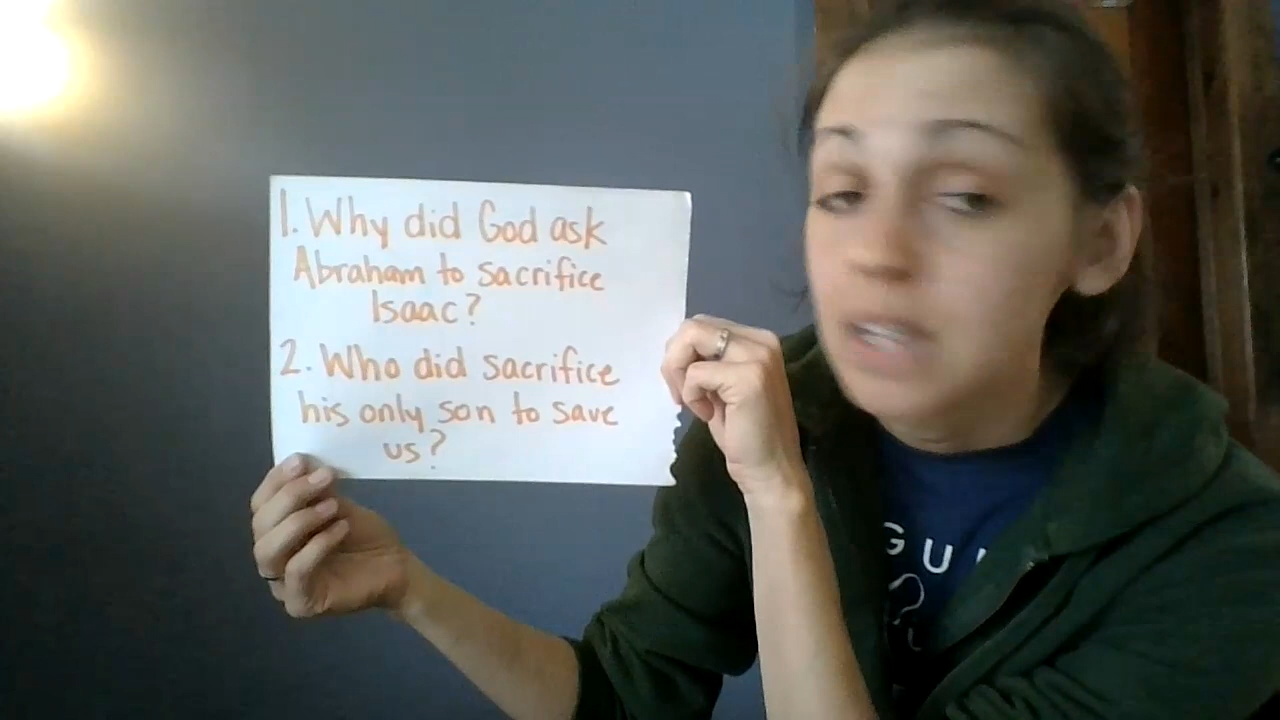 1. Why did God ask
Abraham to sacrifice
Isaac?
2. Who did sacrifice
his only son to save
us?
GU